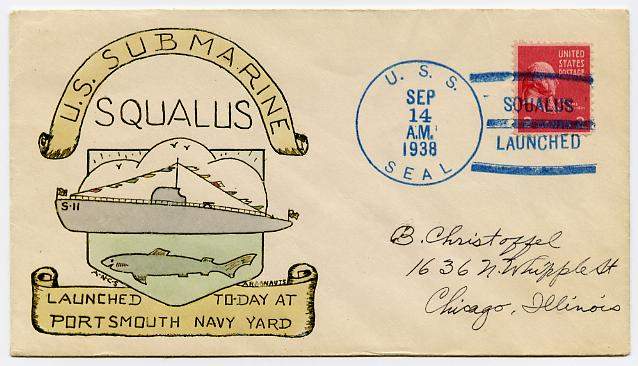 U.S. SUBMARINE
SQUALUS
S-11
A.N.C.S ARGONAUTS
LAUNCHED TO-DAY AT
PORTSMOUTH NAVY YARD
U. S. S.
SEP
14
A.M.
1938
SEAL
UNITED
STATES
POSTAGE
SQUALUS
LAUNCHED
B. Christoffel
1636 N. Whipple St
Chicago, Illinois